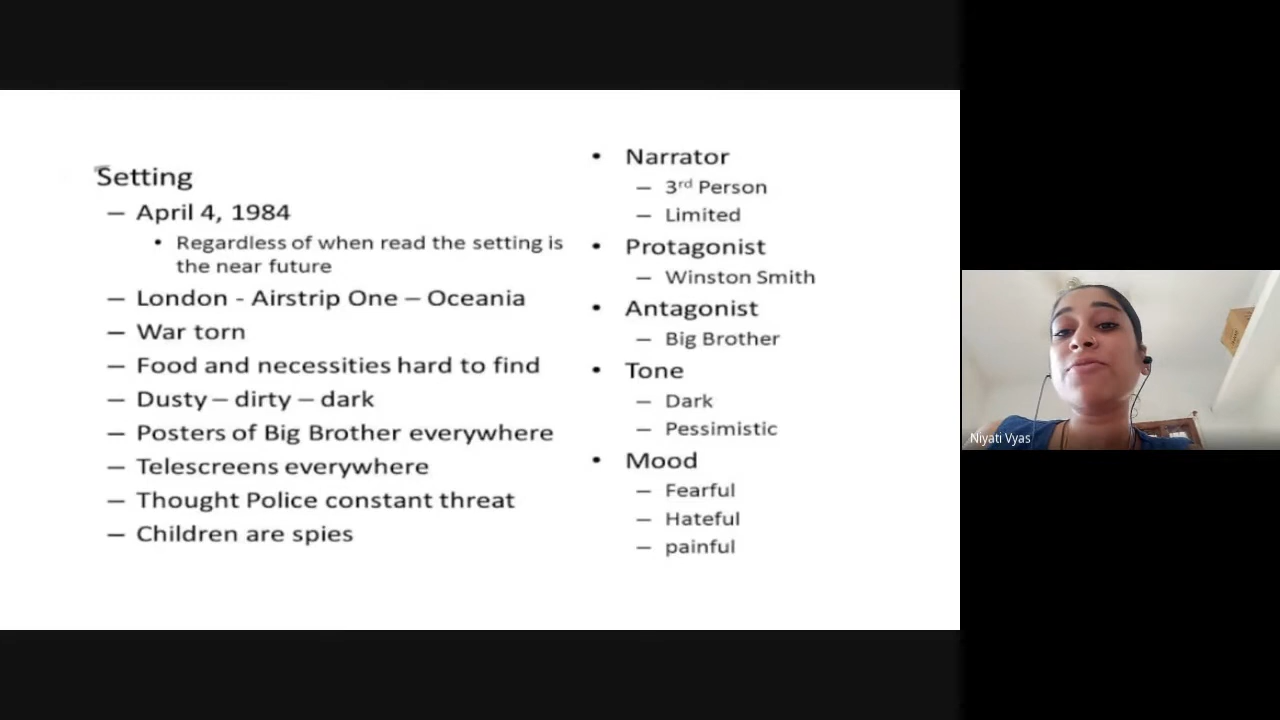 Setting
– April 4, 1984
• Regardless of when read the setting is
the near future
– London - Airstrip One – Oceania
– War torn
– Food and necessities hard to find
– Dusty – dirty – dark
– Posters of Big Brother everywhere
– Telescreens everywhere
– Thought Police constant threat
– Children are spies
• Narrator
– 3rd Person
– Limited
• Protagonist
– Winston Smith
• Antagonist
– Big Brother
• Tone
– Dark
– Pessimistic
• Mood
– Fearful
– Hateful
– painful
Niyati Vyas